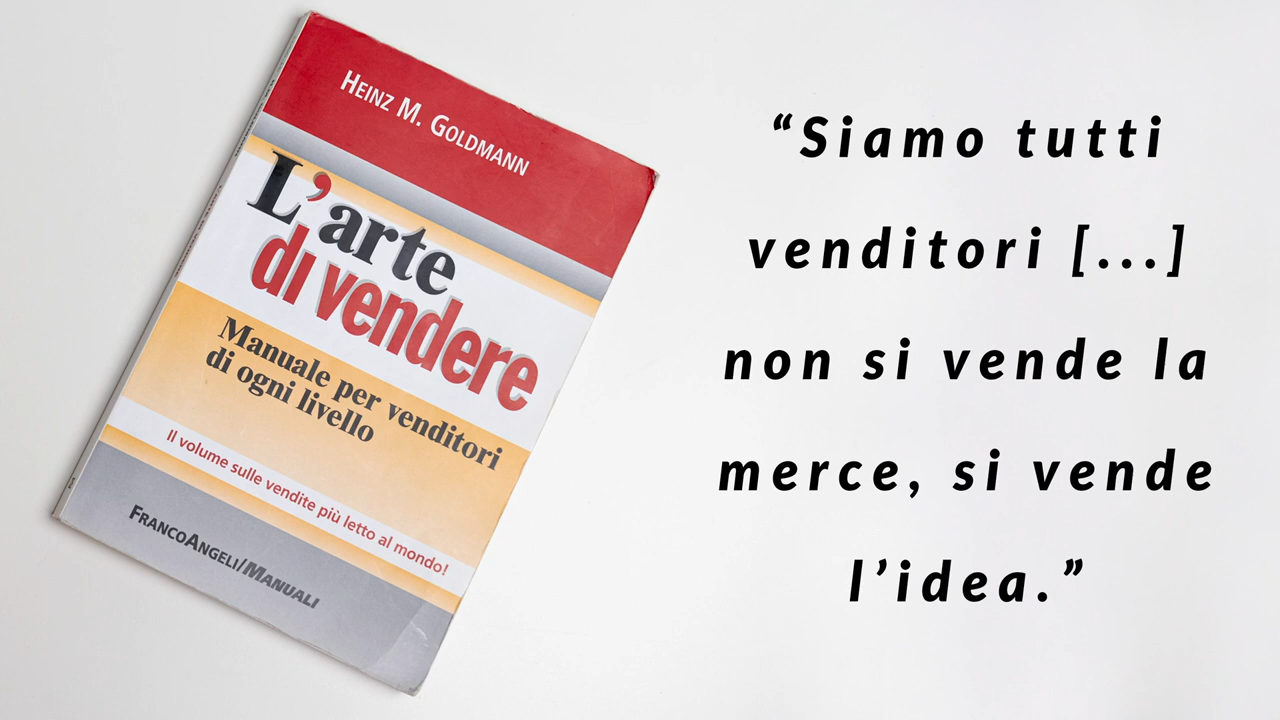 HEINZ M. GOLDMANN
L'arte
di vendere
Manuale per venditori
di ogni livello
Il volume sulle vendite più letto al mondo!
FRANCOANGELI/MANUALI
“Siamo tutti
venditori [...]
non si vende la
merce, si vende
l’idea.”